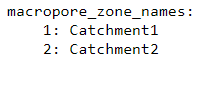 macropore_zone_names:
    1: Catchment1
    2: Catchment2